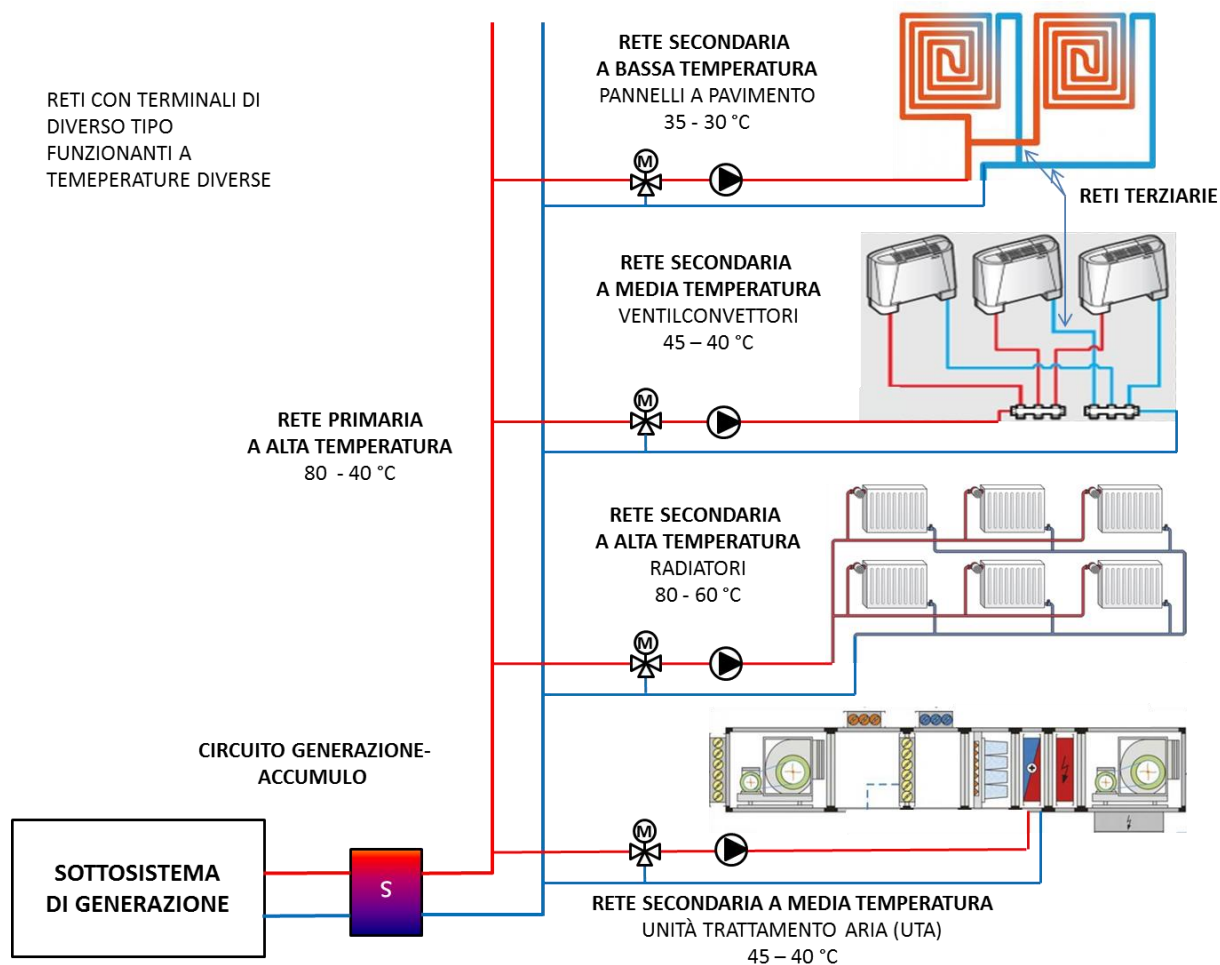 RETI CON TERMINALI DI
DIVERSO TIPO
FUNZIONANTI A
TEMEPERATURE DIVERSE
RETE SECONDARIA
A BASSA TEMPERATURA
PANNELLI A PAVIMENTO
35 - 30 °C
M
RETI TERZIARIE
RETE SECONDARIA
A MEDIA TEMPERATURA
VENTILCONVETTORI
45 – 40 °C
M
RETE PRIMARIA
A ALTA TEMPERATURA
80 - 40 °C
RETE SECONDARIA
A ALTA TEMPERATURA
RADIATORI
80 - 60 °C
M
CIRCUITO GENERAZIONE-
ACCUMULO
M
SOTTOSISTEMA
DI GENERAZIONE
S
RETE SECONDARIA A MEDIA TEMPERATURA
UNITÀ TRATTAMENTO ARIA (UTA)
45 – 40 °C